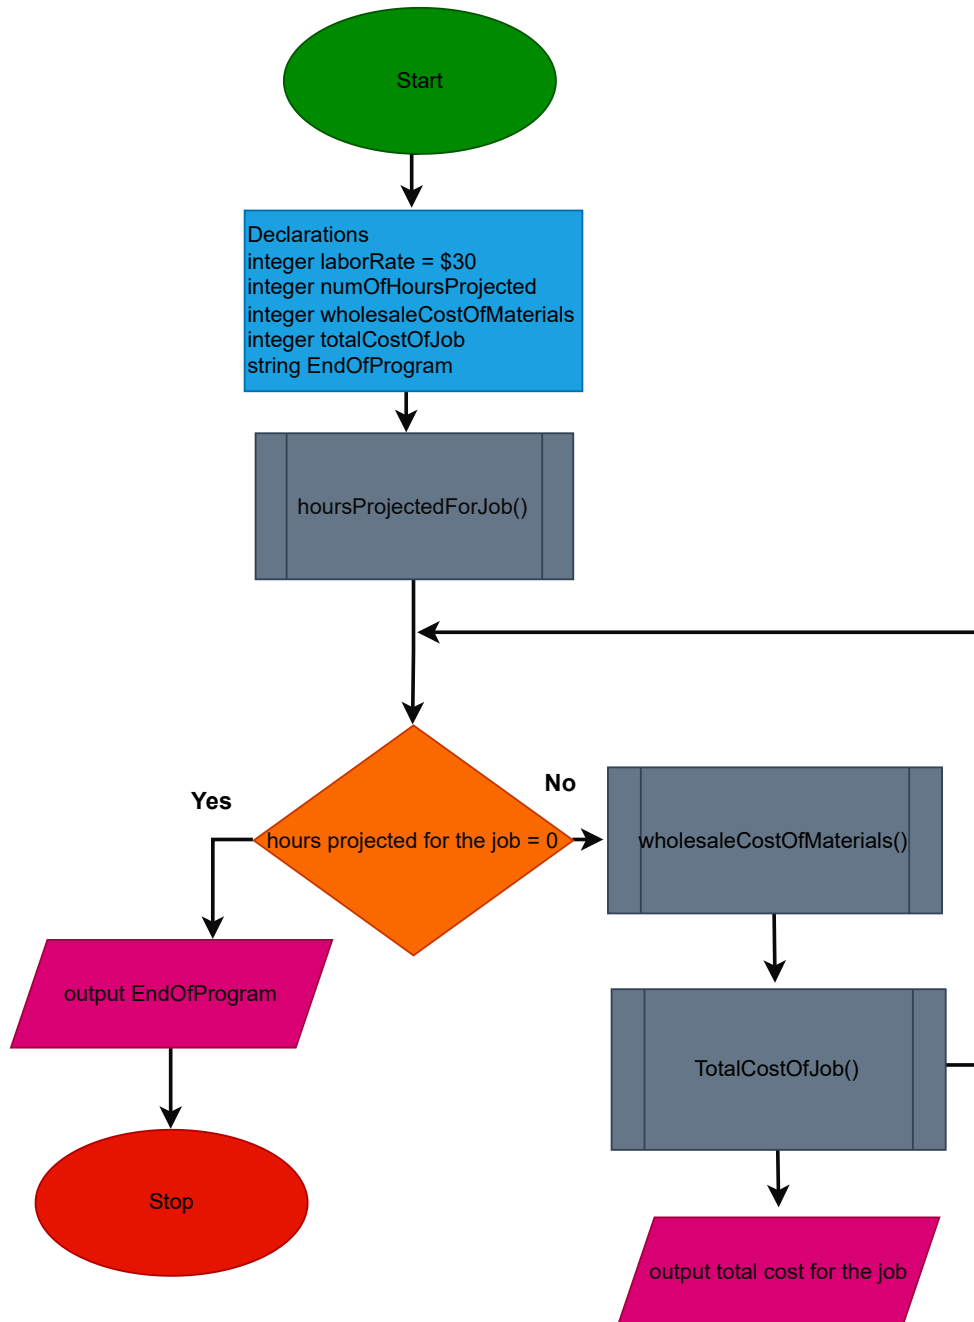 Start
Declarations
integer laborRate = $30
integer numOfHoursProjected
integer wholesaleCostOfMaterials
integer totalCostOfJob
string EndOfProgram
hoursProjectedForJob()
Yes
No
hours projected for the job = 0
wholesaleCostOfMaterials()
output EndOfProgram
TotalCostOfJob()
Stop
output total cost for the job